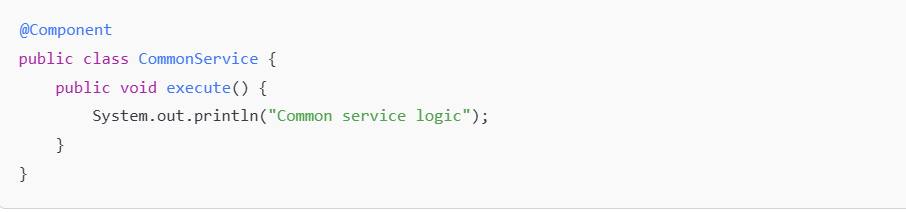 @Component
public class CommonService {
    public void execute() {
        System.out.println("Common service logic");
    }
}